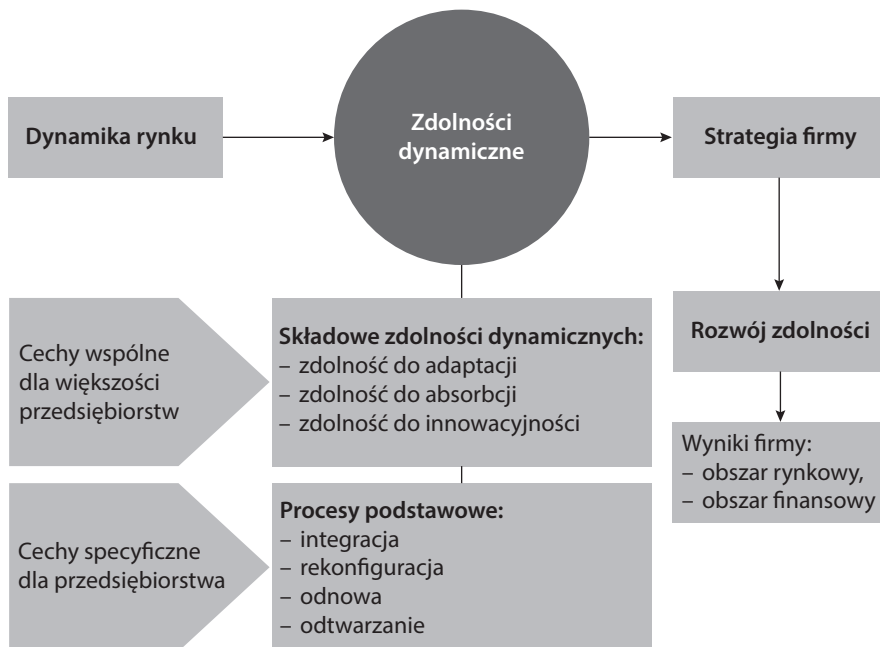 Dynamika rynku
Zdolności
dynamiczne
Strategia firmy
Rozwój zdolności
Wyniki firmy:
– obszar rynkowy,
– obszar finansowy
Cechy wspólne
dla większości
przedsiębiorstw
Składowe zdolności dynamicznych:
– zdolność do adaptacji
– zdolność do absorbcji
– zdolność do innowacyjności
Cechy specyficzne
dla przedsiębiorstwa
Procesy podstawowe:
– integracja
– rekonfiguracja
– odnowa
– odtwarzanie